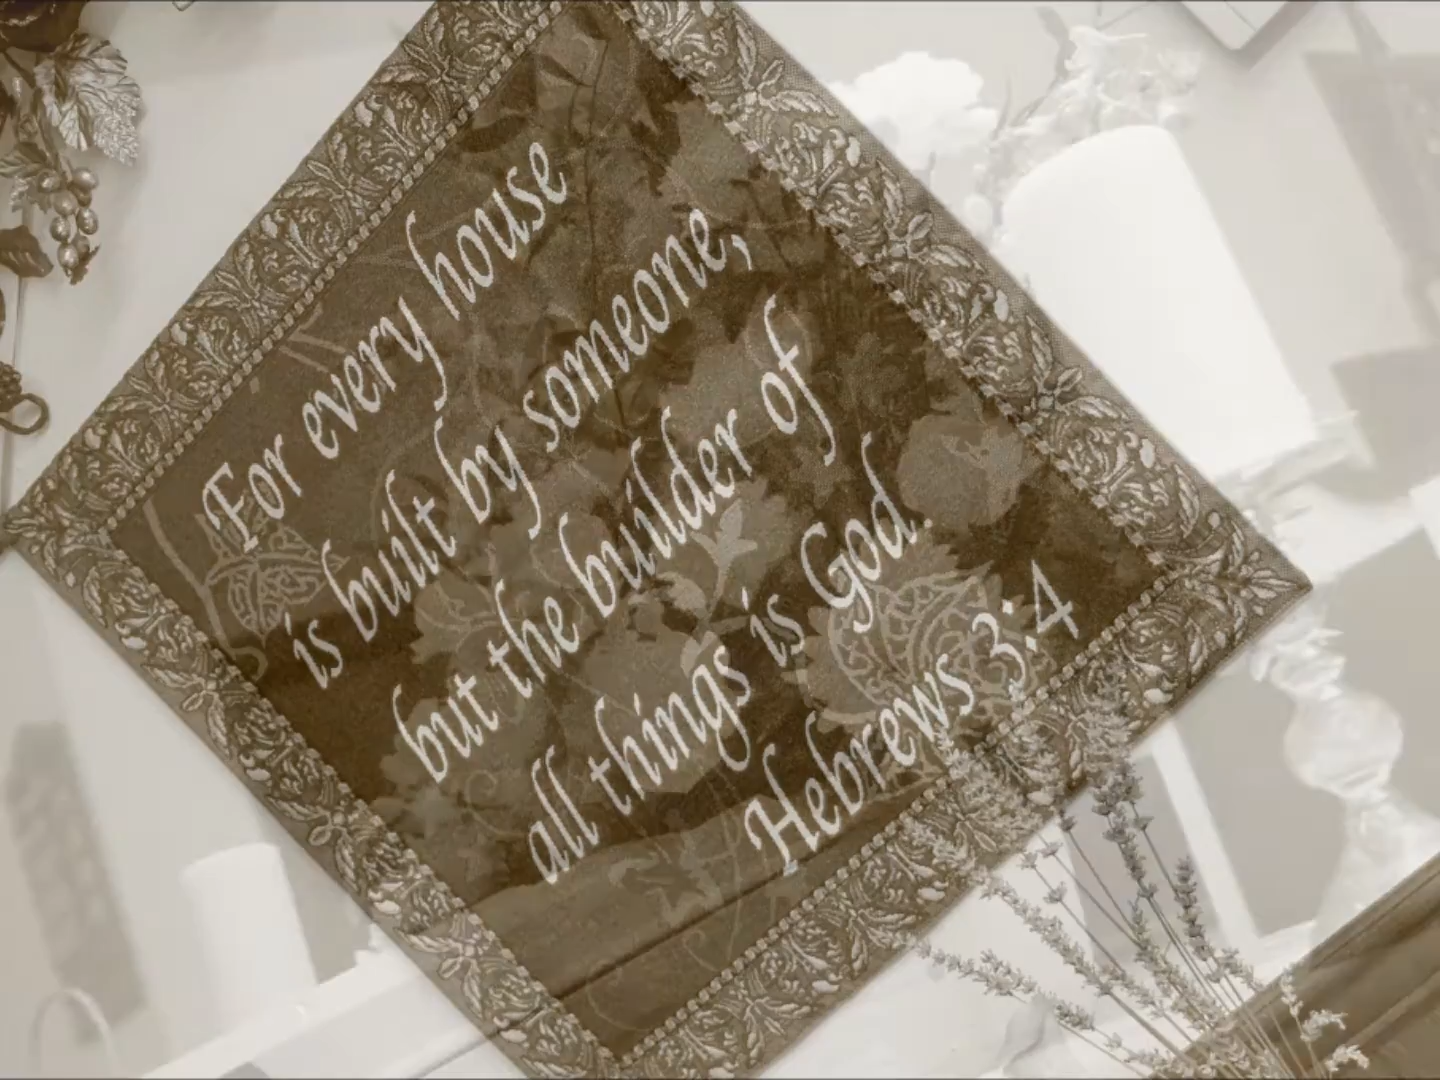 For every house
is built by someone,
but the builder of
all things is God.
Hebrews 3:4